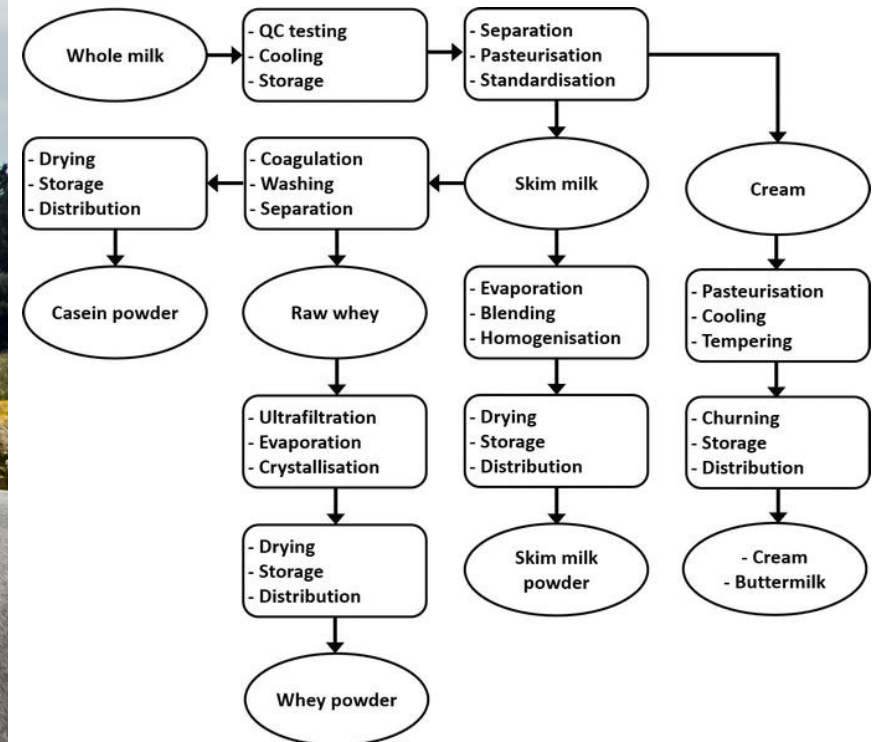 Whole milk
- QC testing
- Cooling
- Storage
- Separation
- Pasteurisation
- Standardisation
- Drying
- Storage
- Distribution
- Coagulation
- Washing
- Separation
Skim milk
Cream
Casein powder
Raw whey
- Evaporation
- Blending
- Homogenisation
- Pasteurisation
- Cooling
- Tempering
- Ultrafiltration
- Evaporation
- Crystallisation
- Drying
- Storage
- Distribution
- Churning
- Storage
- Distribution
- Drying
- Storage
- Distribution
Skim milk
powder
- Cream
- Buttermilk
Whey powder